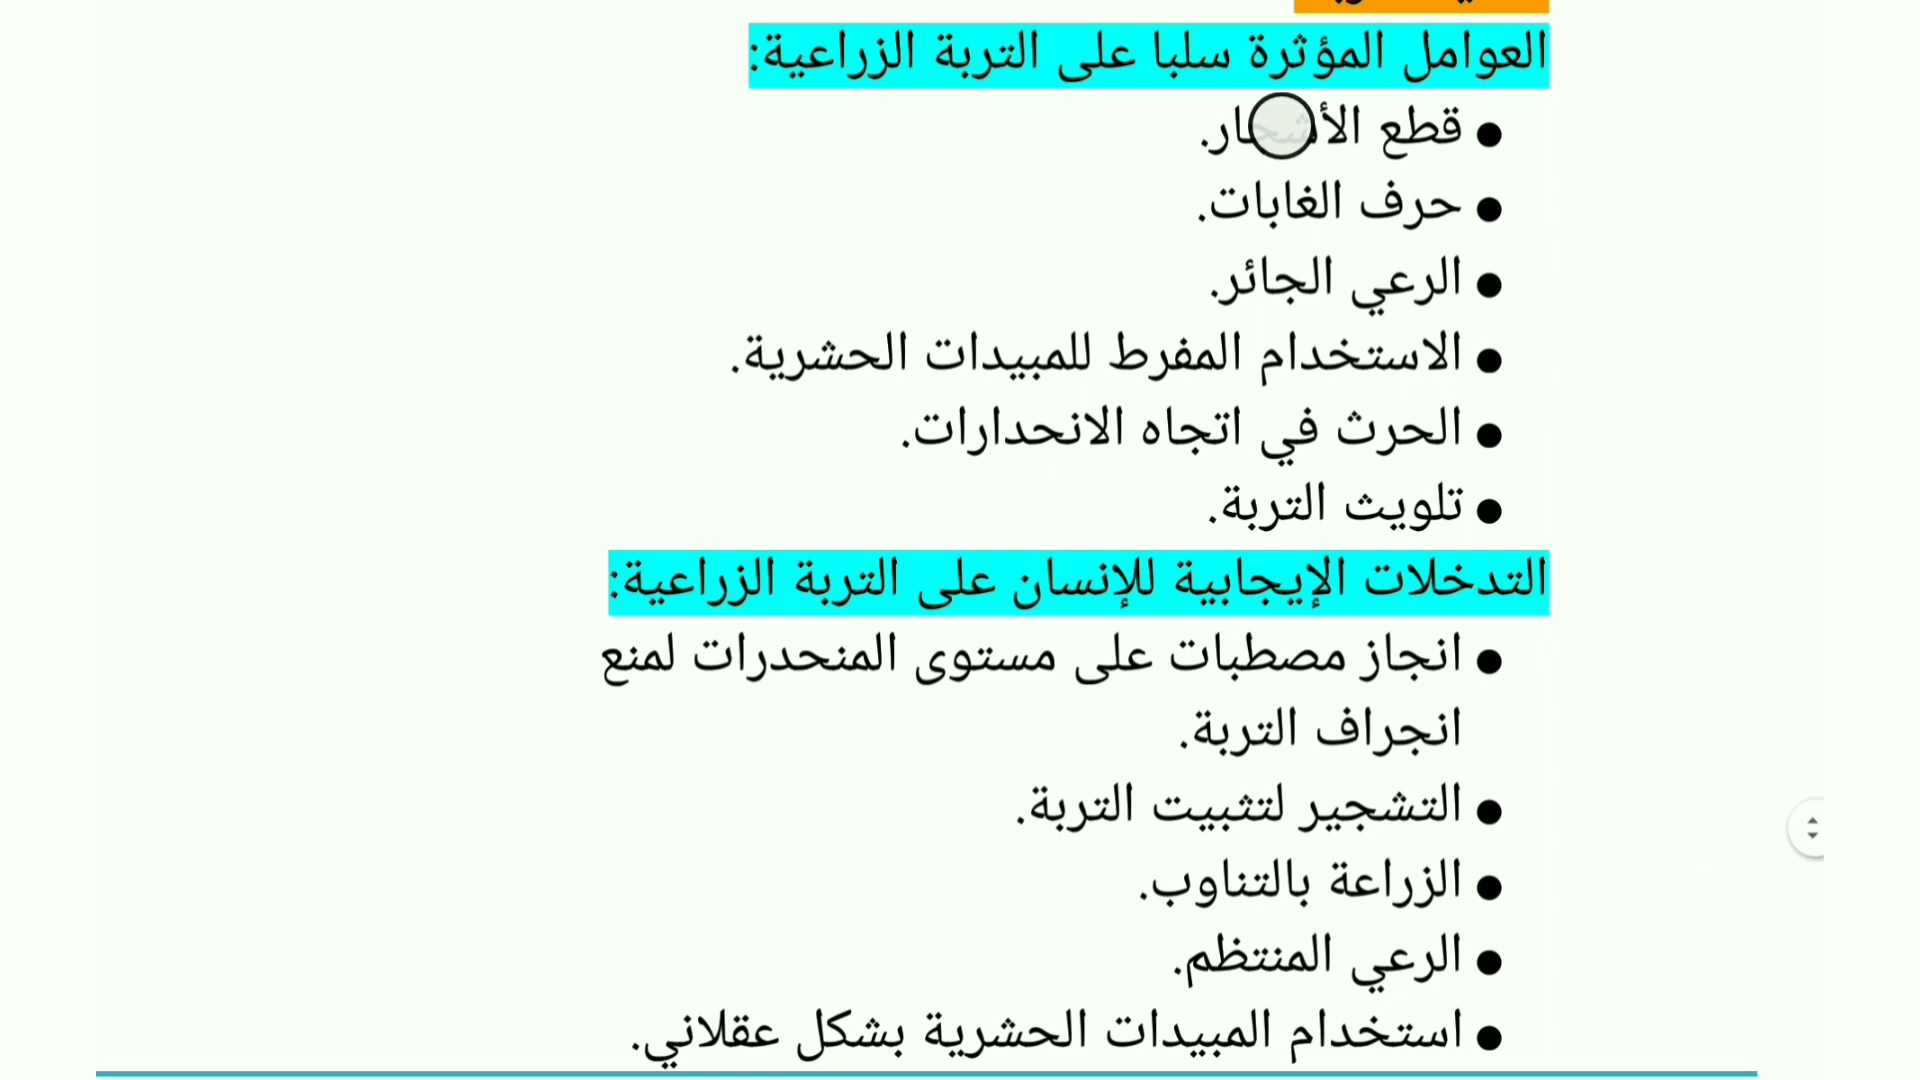 العوامل المؤثرة سلبا على التربة الزراعية:
● قطع الأشجار.
● حرف الغابات.
● الرعي الجائر.
● الاستخدام المفرط للمبيدات الحشرية.
● الحرث في اتجاه الانحدارات.
● تلويث التربة.
التدخلات الإيجابية للإنسان على التربة الزراعية:
● انجاز مصطبات على مستوى المنحدرات لمنع
انجراف التربة.
● التشجير لتثبيت التربة.
● الزراعة بالتناوب.
● الرعي المنتظم.
● استخدام المبيدات الحشرية بشكل عقلاني.